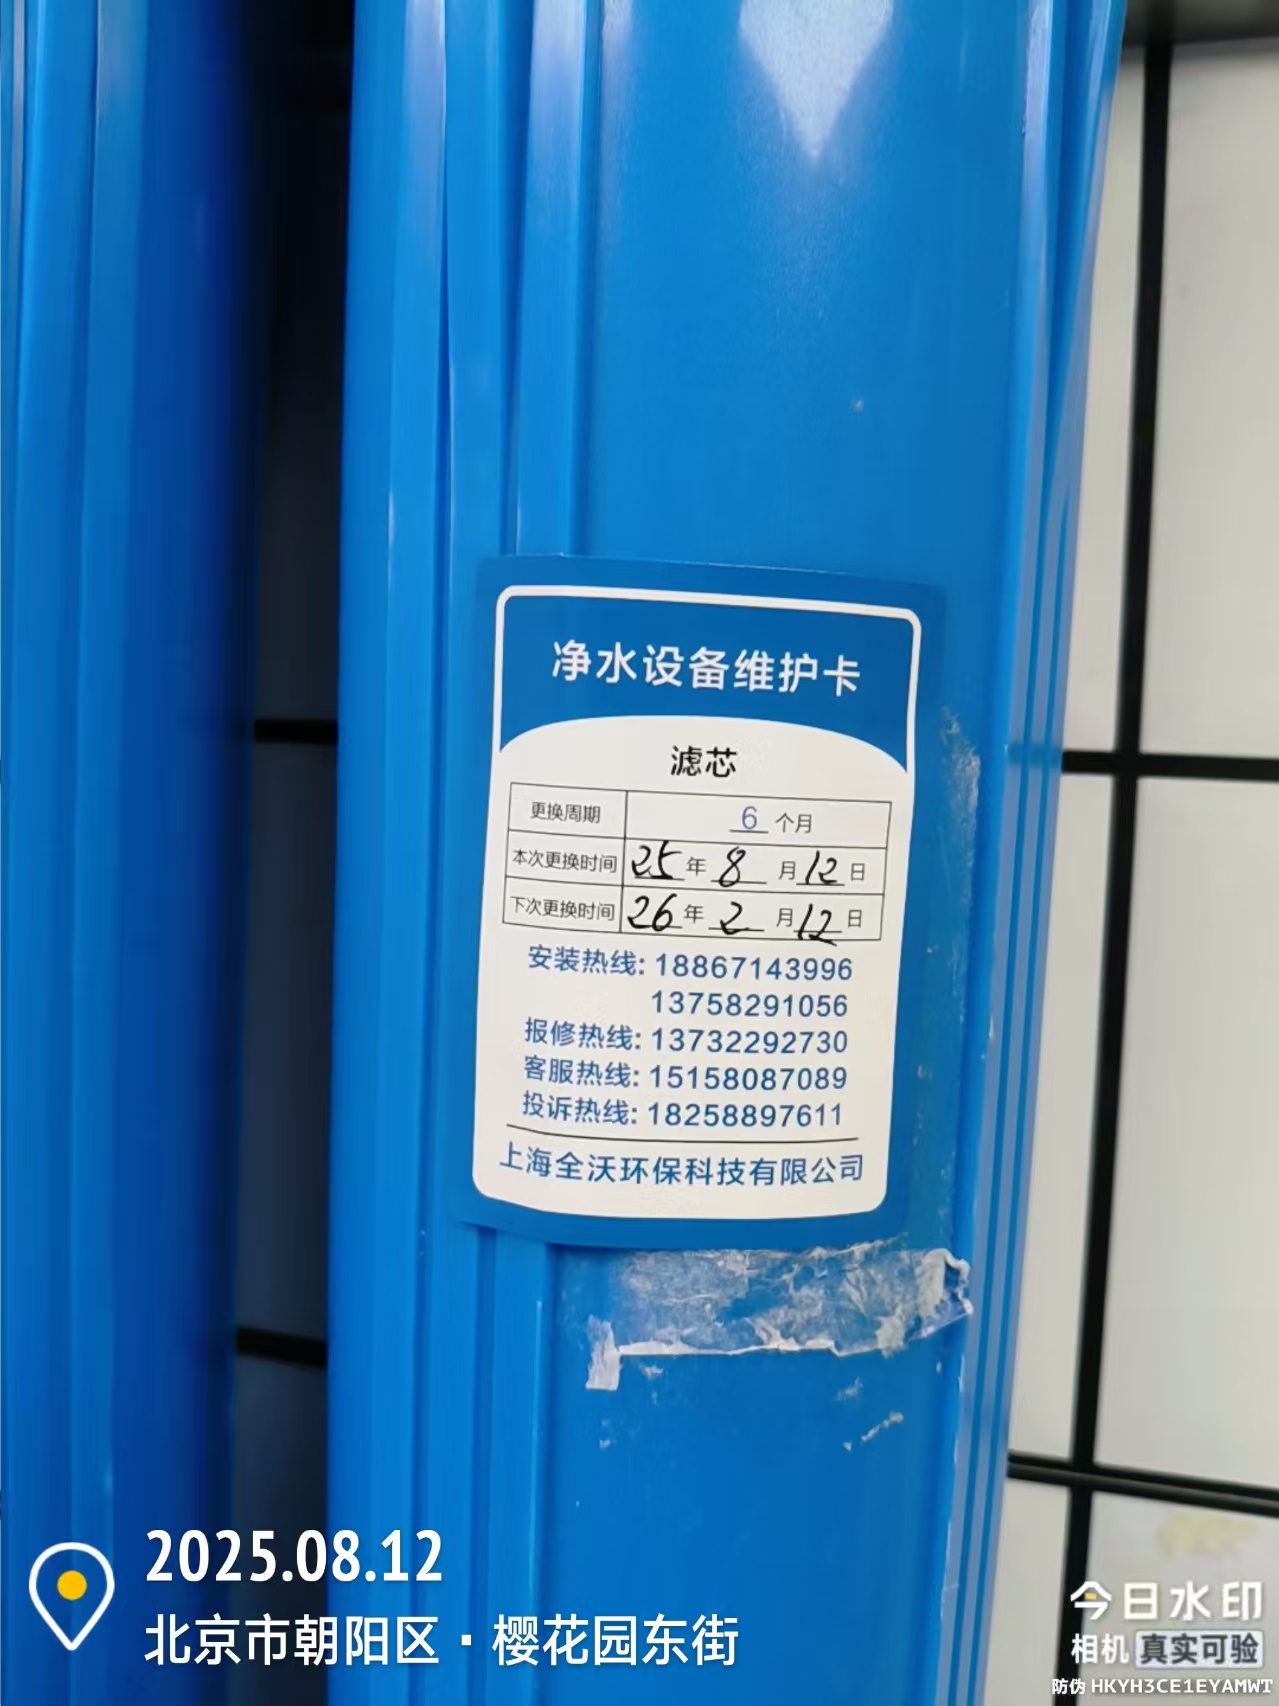 净水设备维护卡
滤芯
更换周期 6 个月
本次更换时间 25 年 8 月 12 日
下次更换时间 26 年 2 月 12 日
安装热线: 18867143996
13758291056
报修热线: 13732292730
客服热线: 15158087089
投诉热线: 18258897611
上海全沃环保科技有限公司
2025.08.12
北京市朝阳区·樱花园东街
今日水印
相机 真实可验
防伪 HKYH3CE1EYAMWT